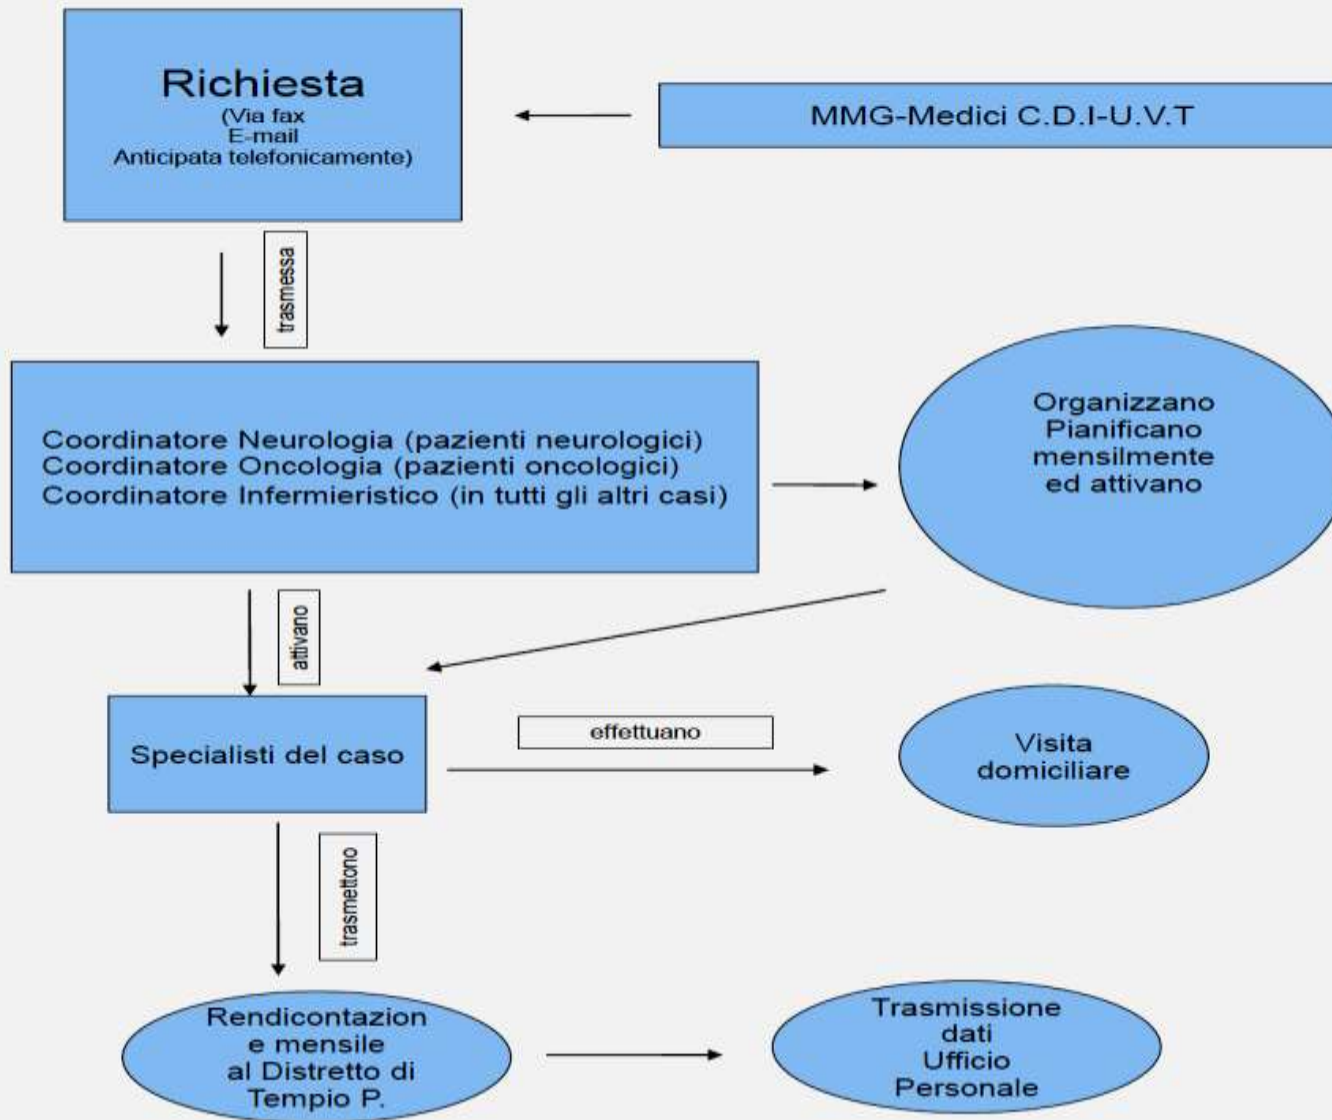 Richiesta
(Via fax
E-mail
Anticipata telefonicamente)
MMG-Medici C.D.I-U.V.T
trasmessa
Coordinatore Neurologia (pazienti neurologici)
Coordinatore Oncologia (pazienti oncologici)
Coordinatore Infermieristico (in tutti gli altri casi)
Organizzano
Pianificano
mensilmente
ed attivano
attivano
Specialisti del caso
effettuano
Visita
domiciliare
trasmettono
Rendicontazion
e mensile
al Distretto di
Tempio P.
Trasmissione
dati
Ufficio
Personale